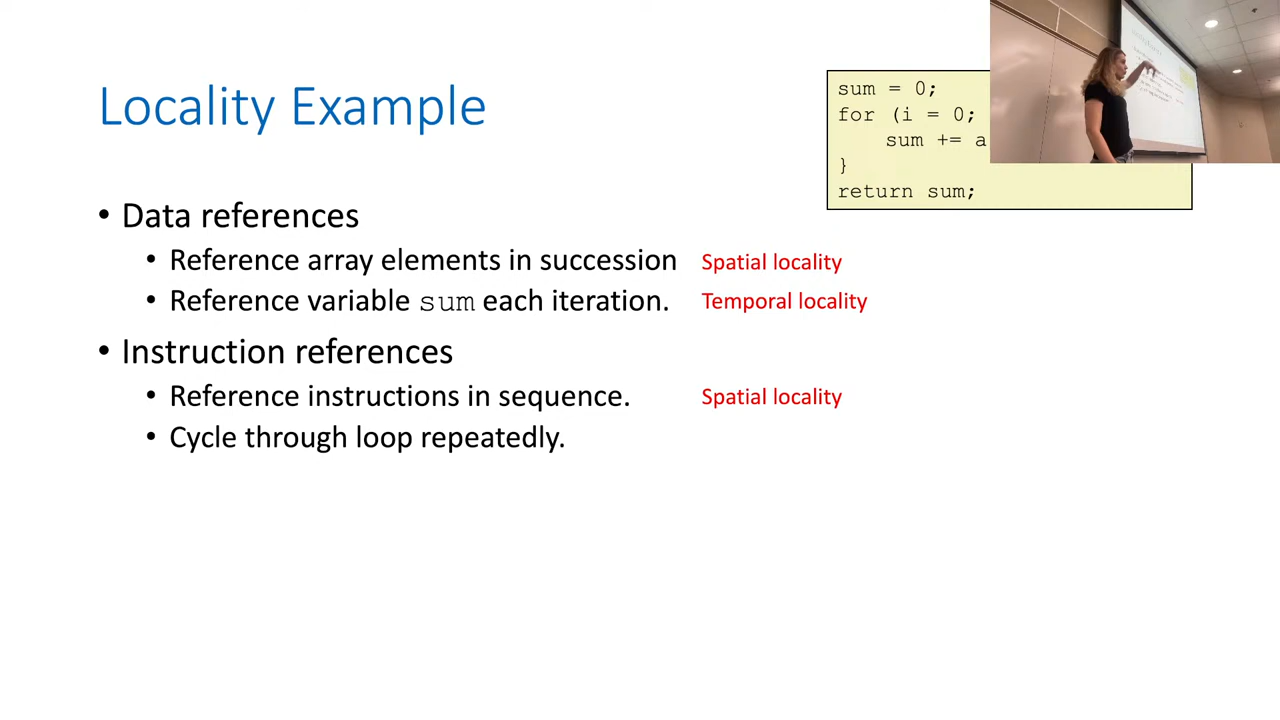 Locality Example
sum = 0;
for (i = 0;
sum += a
}
return sum;
• Data references
• Reference array elements in succession Spatial locality
• Reference variable sum each iteration. Temporal locality
• Instruction references
• Reference instructions in sequence. Spatial locality
• Cycle through loop repeatedly.